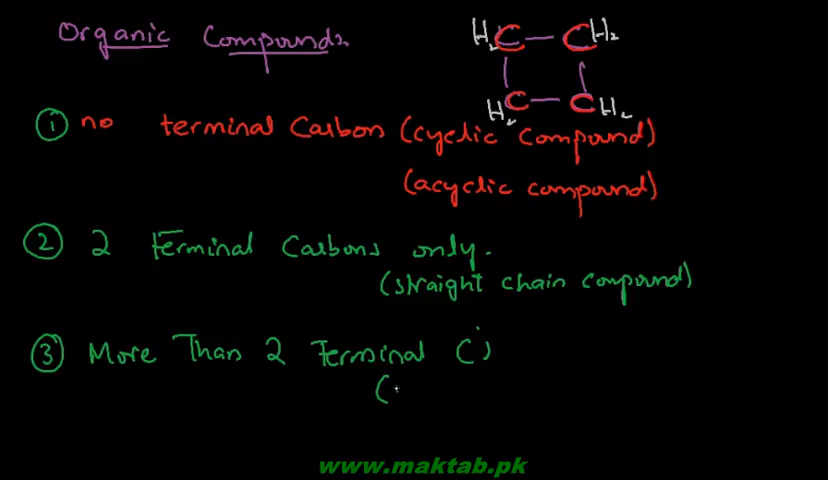 Organic Compounds
H₂C — CH₂
H₂C — CH₂
① no terminal Carbon (cyclic compound)
(acyclic compound)
② 2 Terminal Carbons only.
(straight chain compound)
③ More Than 2 Terminal C's
(
www.maktab.pk